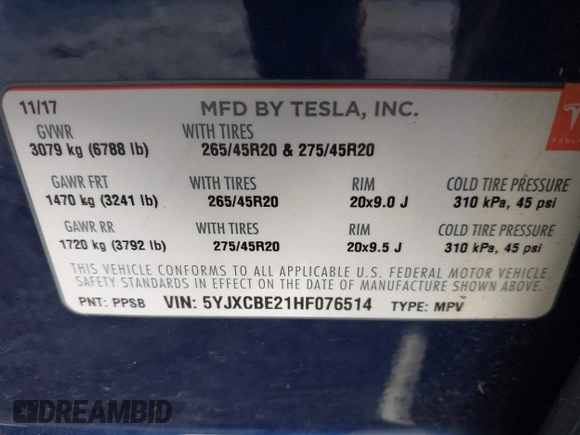 11/17 MFD BY TESLA, INC.
GVWR WITH TIRES
3079 kg (6788 lb) 265/45R20 & 275/45R20
TESLA
GAWR FRT WITH TIRES RIM COLD TIRE PRESSURE
1470 kg (3241 lb) 265/45R20 20x9.0 J 310 kPa, 45 psi
GAWR RR WITH TIRES RIM COLD TIRE PRESSURE
1720 kg (3792 lb) 275/45R20 20x9.5 J 310 kPa, 45 psi
THIS VEHICLE CONFORMS TO ALL APPLICABLE U.S. FEDERAL MOTOR VEHICLE
SAFETY STANDARDS IN EFFECT ON THE DATE OF MANUFACTURE SHOWN ABOVE.
PNT: PPSB VIN: 5YJXCBE21HF076514 TYPE: MPV
DREAMBID